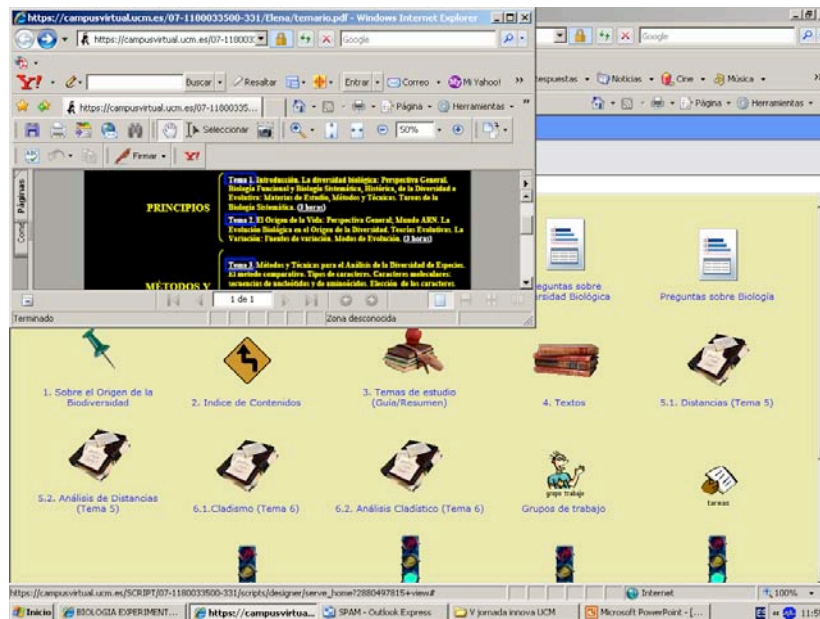 https://campusvirtual.ucm.es/07-1180033500-331/Elena/temario.pdf - Windows Internet Explorer
https://campusvirtual.ucm.es/07-118003
Google
Google
Buscar
Resaltar
Entrar
Correo
Mi Yahoo!
Respuestas
Noticias
Cine
Música
https://campusvirtual.ucm.es/07-11800335...
Página
Herramientas
Página
Herramientas
Seleccionar
50%
Firmar
Páginas
PRINCIPIOS
Tema 1. Introducción. La diversidad biológica: Perspectiva General.
Biología Funcional y Biología Sistemática, Histórica, de la Diversidad o
Evolutiva: Materias de Estudio, Métodos y Técnicas. Tareas de la
Biología Sistemática. (3 horas)
Tema 2. El Origen de la Vida: Perspectiva General; Mundo ARN. La
Evolución Biológica en el Origen de la Diversidad. Teorías Evolutivas. La
Variación: Fuentes de variación. Modos de Evolución. (3 horas)
MÉTODOS Y
Tema 3. Métodos y Técnicas para el Análisis de la Diversidad de Especies.
El método comparativo. Tipos de caracteres. Caracteres moleculares:
secuencias de nucleótidos y de aminoácidos. Elección de los caracteres.
1 de 1
Terminado
Zona desconocida
Preguntas sobre
Diversidad Biológica
Preguntas sobre Biología
1. Sobre el Origen de la
Biodiversidad
2. Indice de Contenidos
3. Temas de estudio
(Guía/Resumen)
4. Textos
5.1. Distancias (Tema 5)
5.2. Análisis de Distancias
(Tema 5)
6.1.Cladismo (Tema 6)
6.2. Análisis Cladístico (Tema 6)
grupo trabajo
Grupos de trabajo
tareas
https://campusvirtual.ucm.es/SCRIPT/07-1180033500-331/scripts/designer/serve_home?2880497815+view#
Internet
100%
Inicio
BIOLOGIA EXPERIMENT...
https://campusvirtua...
SPAM - Outlook Express
V jornada innova UCM
Microsoft PowerPoint - [...